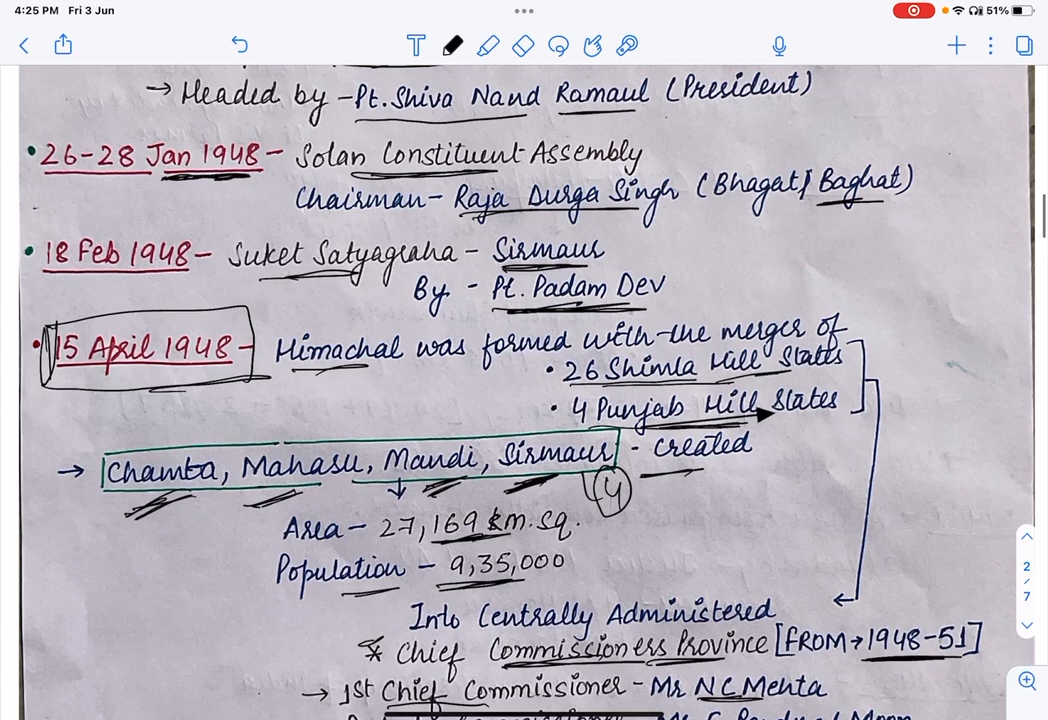 4:25 PM Fri 3 Jun
51%
→ Headed by - Pt. Shiva Nand Ramaul (President)
• 26-28 Jan 1948 - Solan Constituent Assembly
Chairman - Raja Durga Singh (Bhagat / Baghat)
• 18 Feb 1948 - Suket Satyagraha - Sirmaur
By - Pt. Padam Dev
• 15 April 1948 - Himachal was formed with the merger of
• 26 Shimla Hill States
• 4 Punjab Hill States
→ Chamba, Mahasu, Mandi, Sirmaur - created
4
Area - 27,169 km.sq.
Population - 9,35,000
Into Centrally Administered
* Chief Commissioners Province [FROM → 1948-51]
→ 1st Chief Commissioner - Mr NC Mehta
2
/
7